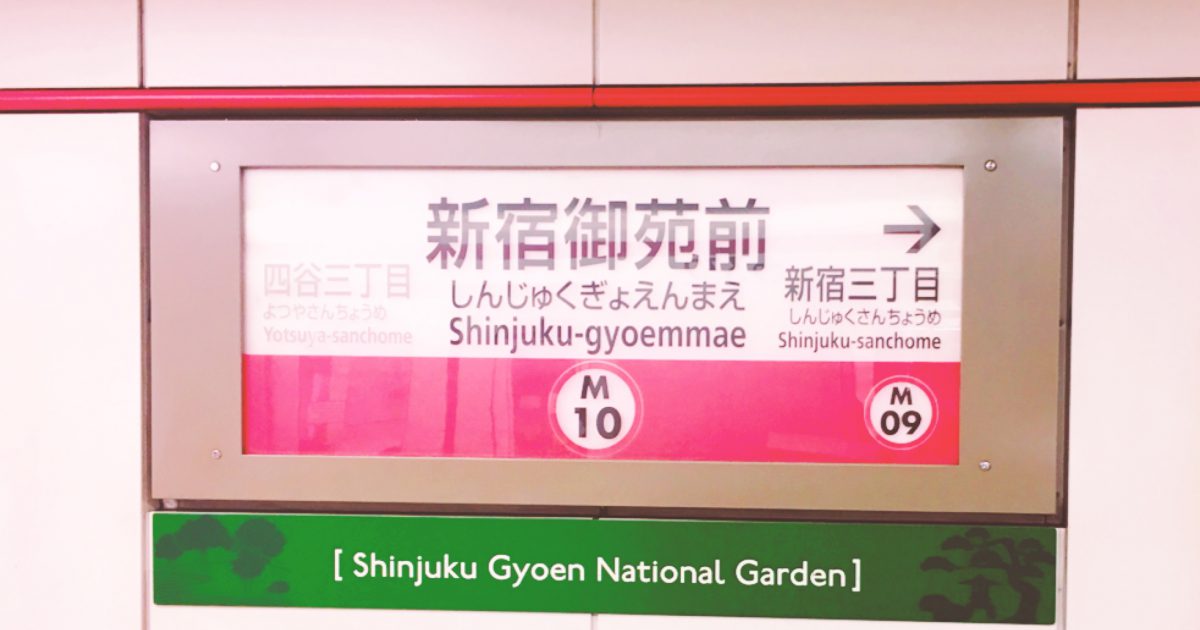 新宿御苑前
しんじゅくぎょえんまえ
Shinjuku-gyoemmae
四谷三丁目
よつやさんちょうめ
Yotsuya-sanchome
→
新宿三丁目
しんじゅくさんちょうめ
Shinjuku-sanchome
M
10
M
09
[ Shinjuku Gyoen National Garden ]